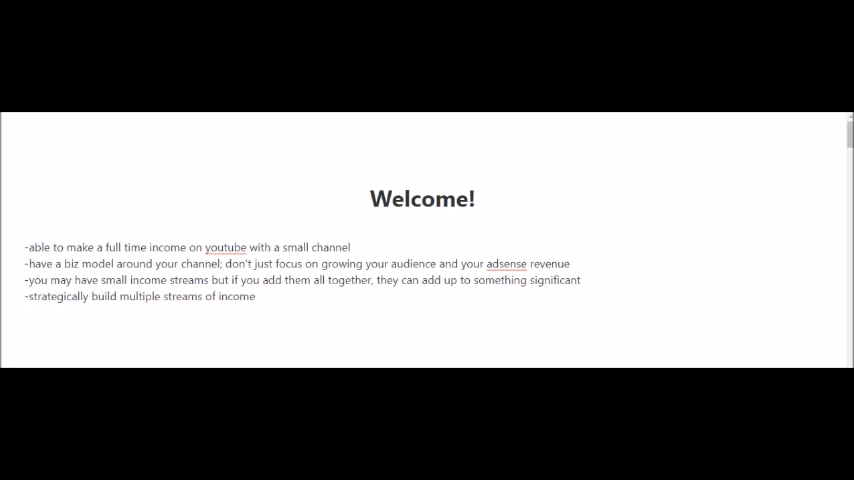 Welcome!
-able to make a full time income on youtube with a small channel
-have a biz model around your channel; don't just focus on growing your audience and your adsense revenue
-you may have small income streams but if you add them all together, they can add up to something significant
-strategically build multiple streams of income